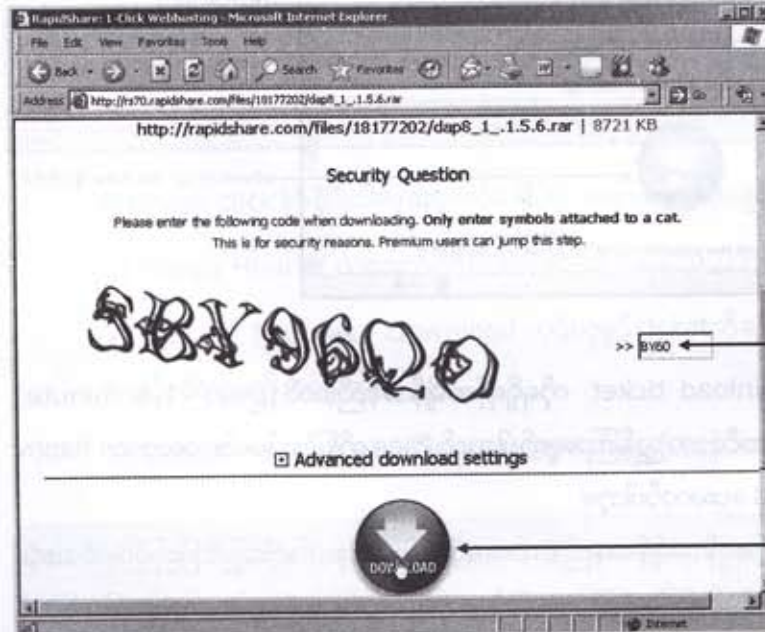 RapidShare: 1-Click Webhosting - Microsoft Internet Explorer
File Edit View Favorites Tools Help
Back Search Favorites
Address http://rs70.rapidshare.com/files/18177202/dap8_1_.1.5.6.rar Go
http://rapidshare.com/files/18177202/dap8_1_.1.5.6.rar | 8721 KB
Security Question
Please enter the following code when downloading. Only enter symbols attached to a cat.
This is for security reasons. Premium users can jump this step.
SBY96QO
>> BY60
Advanced download settings
DOWNLOAD
Internet